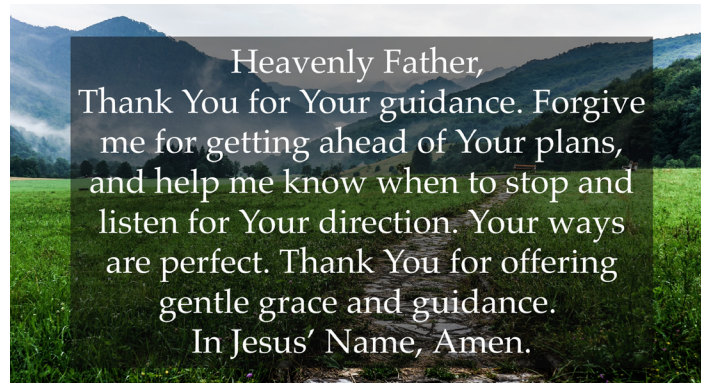 Heavenly Father,
Thank You for Your guidance. Forgive
me for getting ahead of Your plans,
and help me know when to stop and
listen for Your direction. Your ways
are perfect. Thank You for offering
gentle grace and guidance.
In Jesus’ Name, Amen.